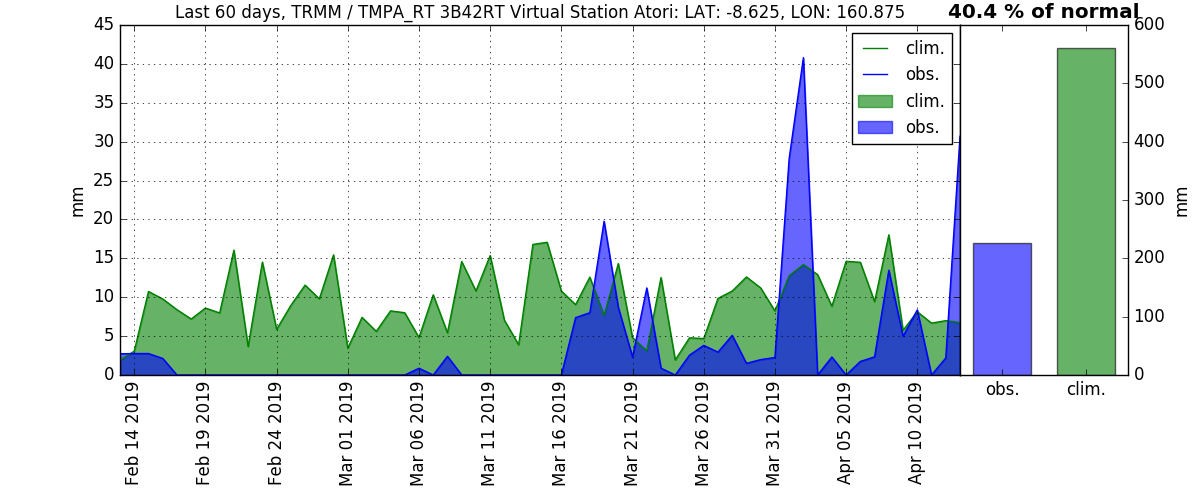 Last 60 days, TRMM / TMPA_RT 3B42RT Virtual Station Atori: LAT: -8.625, LON: 160.875
40.4 % of normal
mm
45
40
35
30
25
20
15
10
5
0
clim.
obs.
clim.
obs.
Feb 14 2019
Feb 19 2019
Feb 24 2019
Mar 01 2019
Mar 06 2019
Mar 11 2019
Mar 16 2019
Mar 21 2019
Mar 26 2019
Mar 31 2019
Apr 05 2019
Apr 10 2019
obs.
clim.
600
500
400
300
200
100
0
mm